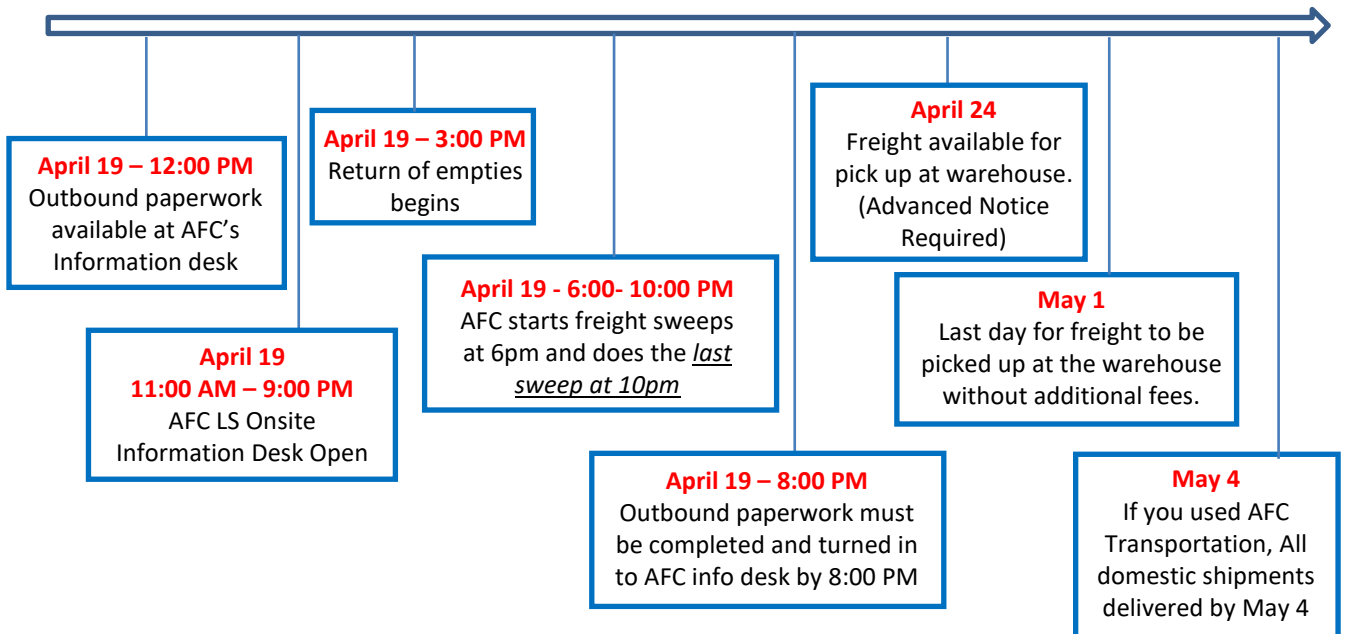 April 19 – 12:00 PM
Outbound paperwork
available at AFC’s
Information desk
April 19
11:00 AM – 9:00 PM
AFC LS Onsite
Information Desk Open
April 19 – 3:00 PM
Return of empties
begins
April 19 - 6:00- 10:00 PM
AFC starts freight sweeps
at 6pm and does the last
sweep at 10pm
April 19 – 8:00 PM
Outbound paperwork must
be completed and turned in
to AFC info desk by 8:00 PM
April 24
Freight available for
pick up at warehouse.
(Advanced Notice
Required)
May 1
Last day for freight to be
picked up at the warehouse
without additional fees.
May 4
If you used AFC
Transportation, All
domestic shipments
delivered by May 4